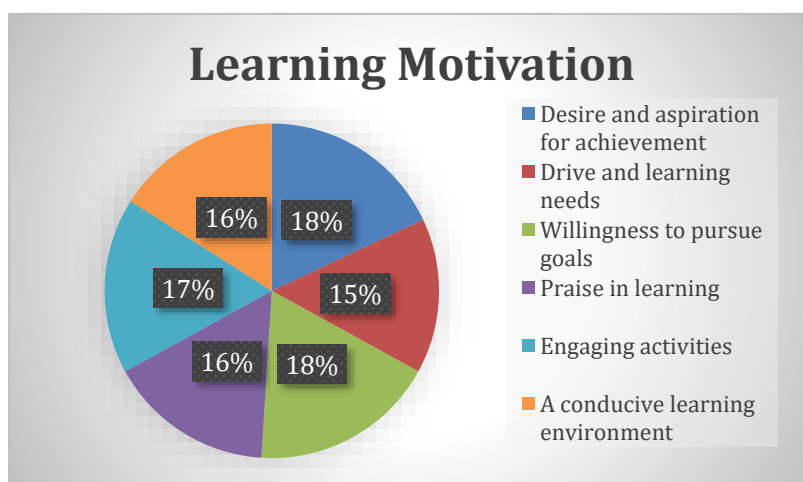 Learning Motivation
16%
18%
17%
15%
16%
18%
Desire and aspiration
for achievement
Drive and learning
needs
Willingness to pursue
goals
Praise in learning
Engaging activities
A conducive learning
environment